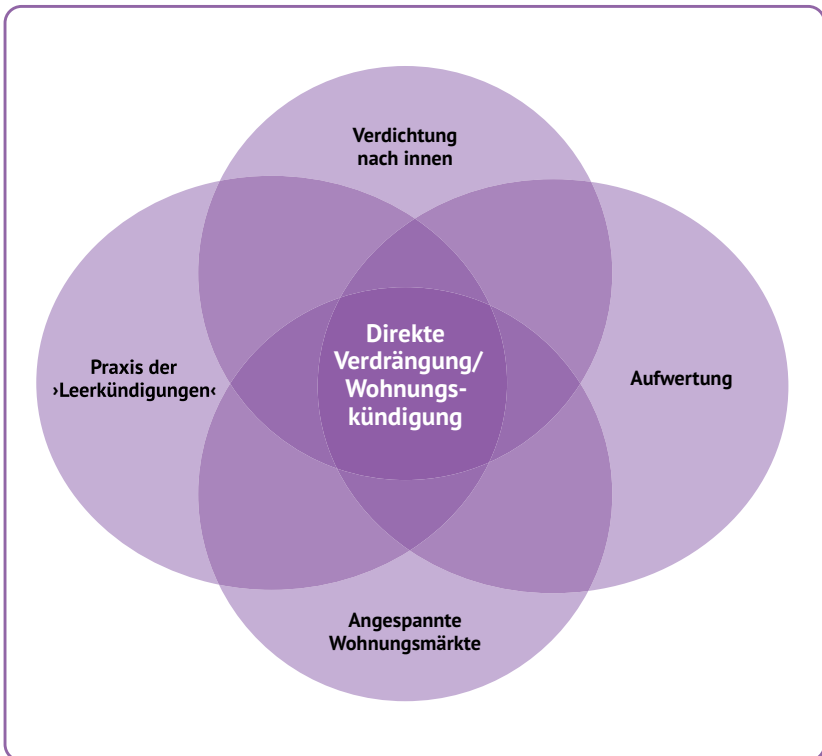 Verdichtung
nach innen
Direkte
Verdrängung/
Wohnungs-
kündigung
Praxis der
›Leerkündigungen‹
Aufwertung
Angespannte
Wohnungsmärkte